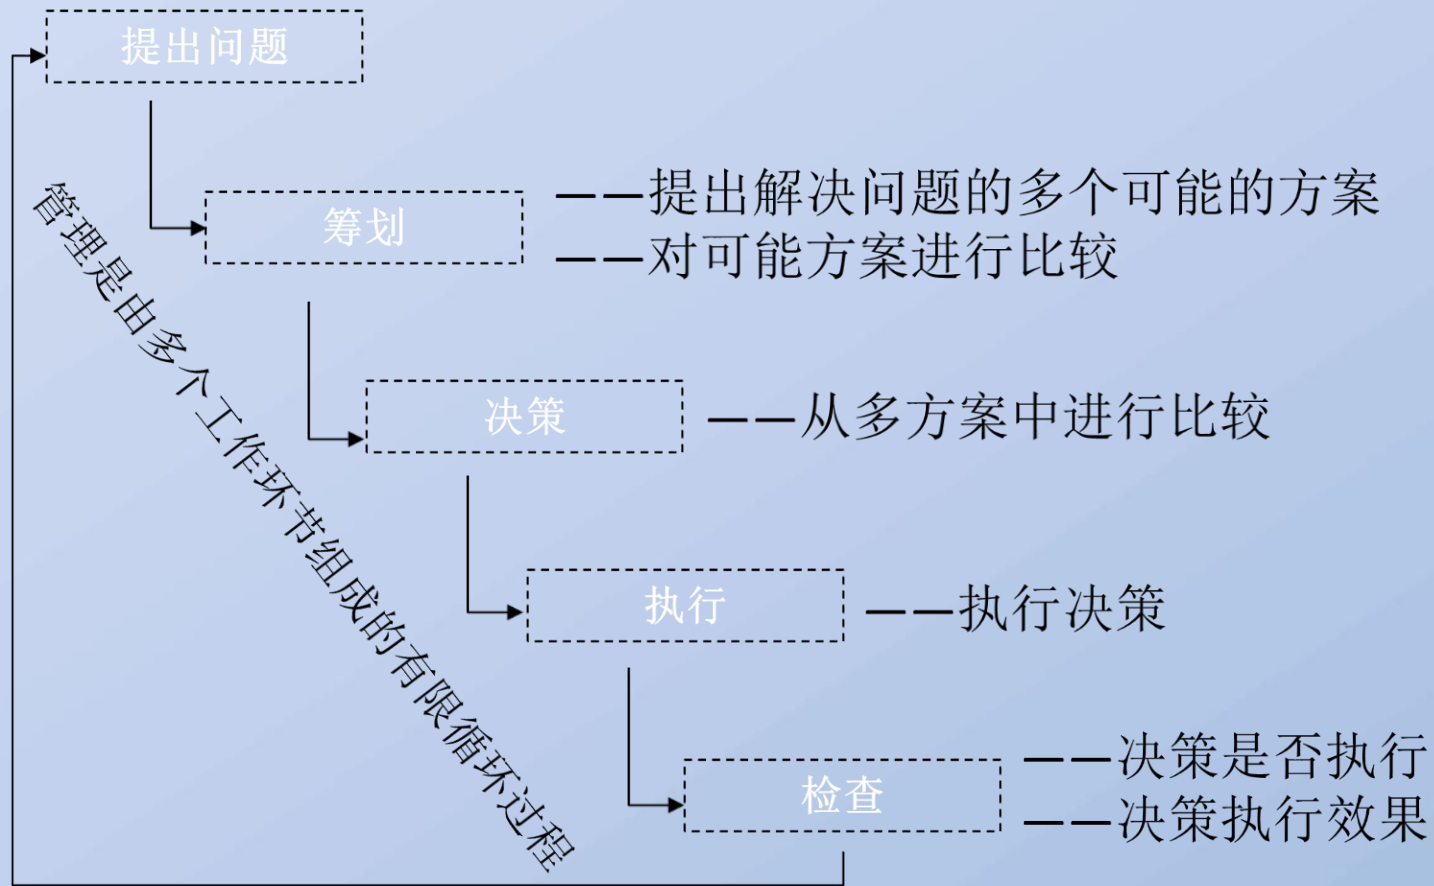 提出问题
筹划
——提出解决问题的多个可能的方案
——对可能方案进行比较
决策
——从多方案中进行比较
执行
——执行决策
检查
——决策是否执行
——决策执行效果
管理是由多个工作环节组成的有限循环过程